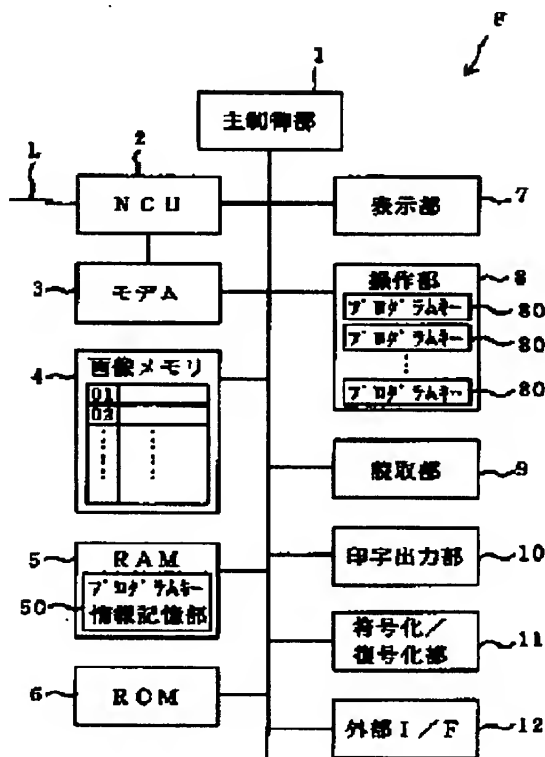 F
1
主制御部
L
2
NCU
表示部
7
3
モデム
操作部
8
プログラムキー
80
プログラムキー
80
プログラムキー
80
4
画像メモリ
01
02
読取部
9
5
RAM
50
プログラムキー
情報記憶部
印字出力部
10
符号化/
復号化部
11
6
ROM
外部I/F
12